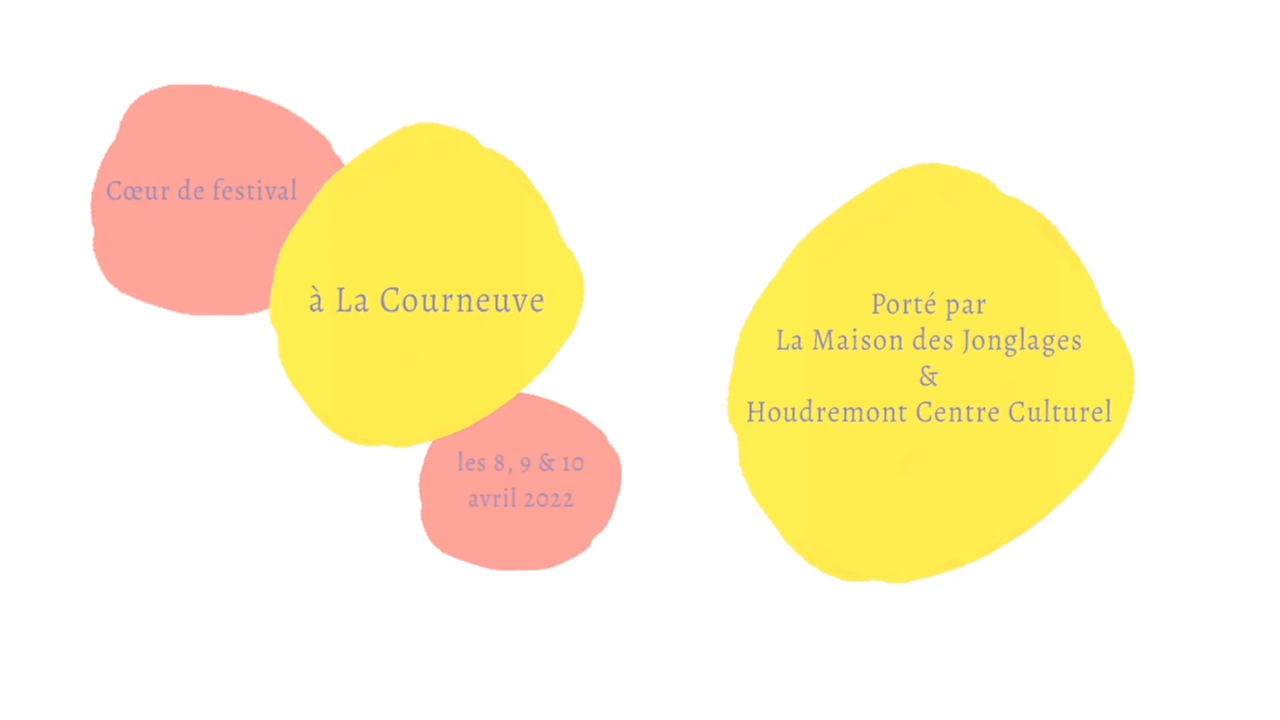 Cœur de festival
à La Courneuve
les 8, 9 & 10
avril 2022
Porté par
La Maison des Jonglages
&
Houdremont Centre Culturel